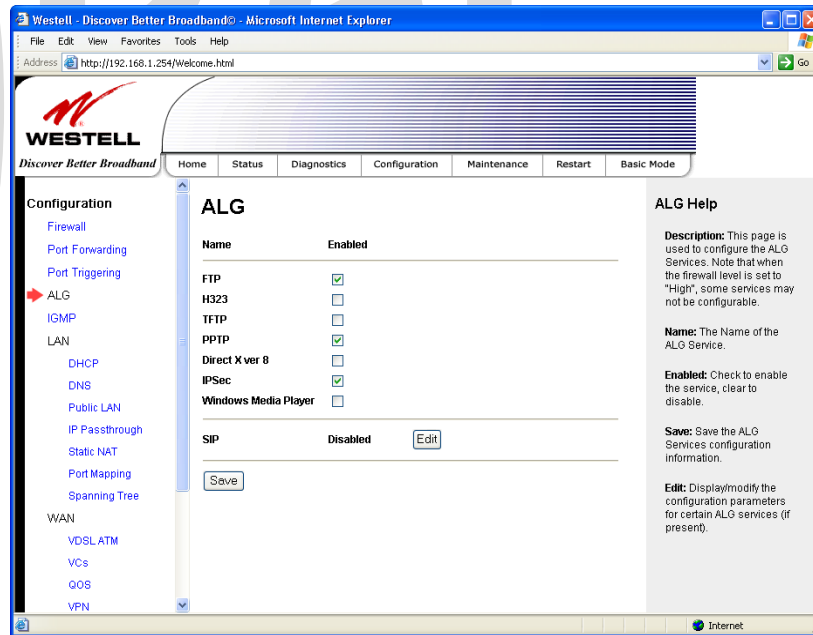 Westell - Discover Better Broadband© - Microsoft Internet Explorer
File Edit View Favorites Tools Help
Address http://192.168.1.254/Welcome.html Go
WESTELL
Discover Better Broadband
Home Status Diagnostics Configuration Maintenance Restart Basic Mode
Configuration
Firewall
Port Forwarding
Port Triggering
ALG
IGMP
LAN
DHCP
DNS
Public LAN
IP Passthrough
Static NAT
Port Mapping
Spanning Tree
WAN
VDSL ATM
VCs
QOS
VPN
ALG
Name Enabled
FTP
H323
TFTP
PPTP
Direct X ver 8
IPSec
Windows Media Player
SIP Disabled Edit
Save
ALG Help
Description: This page is
used to configure the ALG
Services. Note that when
the firewall level is set to
"High", some services may
not be configurable.
Name: The Name of the
ALG Service.
Enabled: Check to enable
the service, clear to
disable.
Save: Save the ALG
Services configuration
information.
Edit: Display/modify the
configuration parameters
for certain ALG services (if
present).
Internet